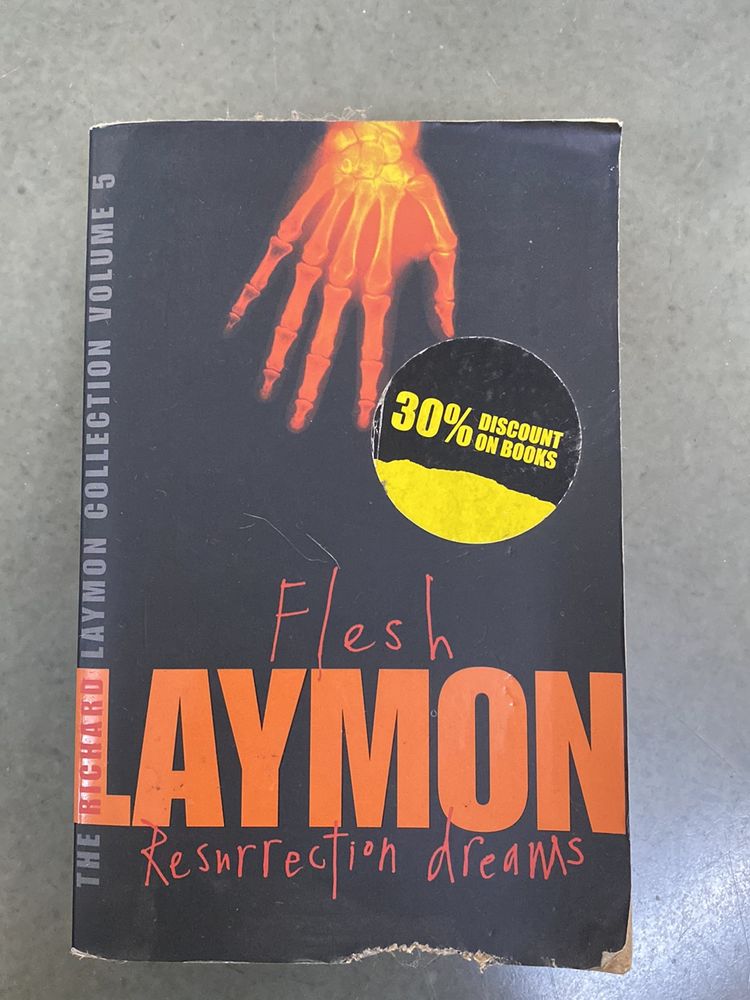 THE RICHARD LAYMON COLLECTION VOLUME 5
30% DISCOUNT
ON BOOKS
Flesh
LAYMON
Resurrection dreams